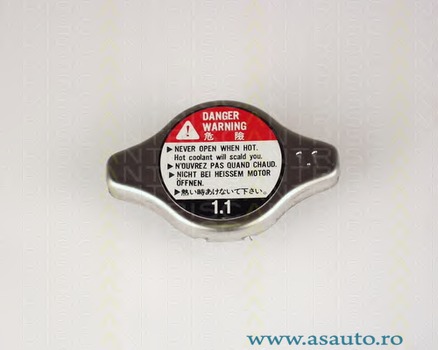 DANGER
WARNING
危險
▶ NEVER OPEN WHEN HOT.
Hot coolant will scald you.
▶ N'OUVREZ PAS QUAND CHAUD.
▶ NICHT BEI HEISSEM MOTOR
ÖFFNEN.
▶ 熱い時あけないで下さい。
1.1
1.1
www.asauto.ro